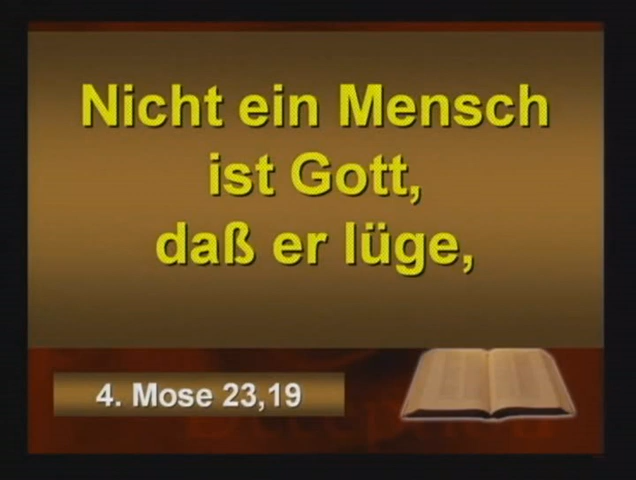 Nicht ein Mensch
ist Gott,
daß er lüge,
4. Mose 23,19